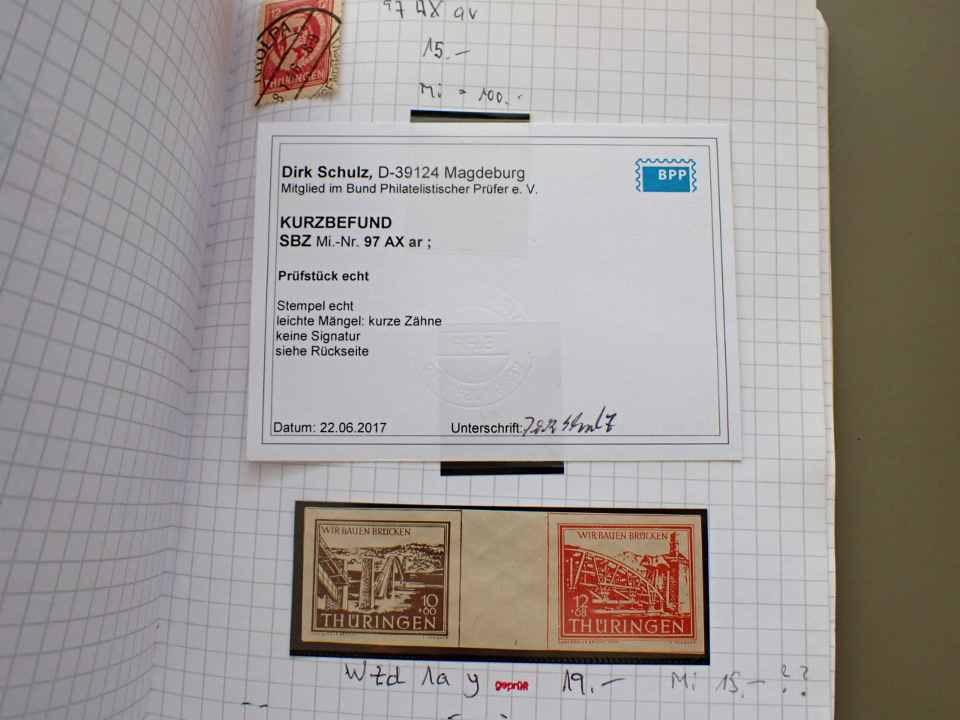 97 AX av
15.-
Mi = 100.-
12
THÜRINGEN
Dirk Schulz, D-39124 Magdeburg
Mitglied im Bund Philatelistischer Prüfer e. V.
BPP
KURZBEFUND
SBZ Mi.-Nr. 97 AX ar ;
Prüfstück echt
Stempel echt
leichte Mängel: kurze Zähne
keine Signatur
siehe Rückseite
Datum: 22.06.2017 Unterschrift:
WIR BAUEN BRÜCKEN
10
+66
THÜRINGEN
WIR BAUEN BRÜCKEN
12
+68
THÜRINGEN
Wzd 1a y geprüft 19.- Mi 15.- ??